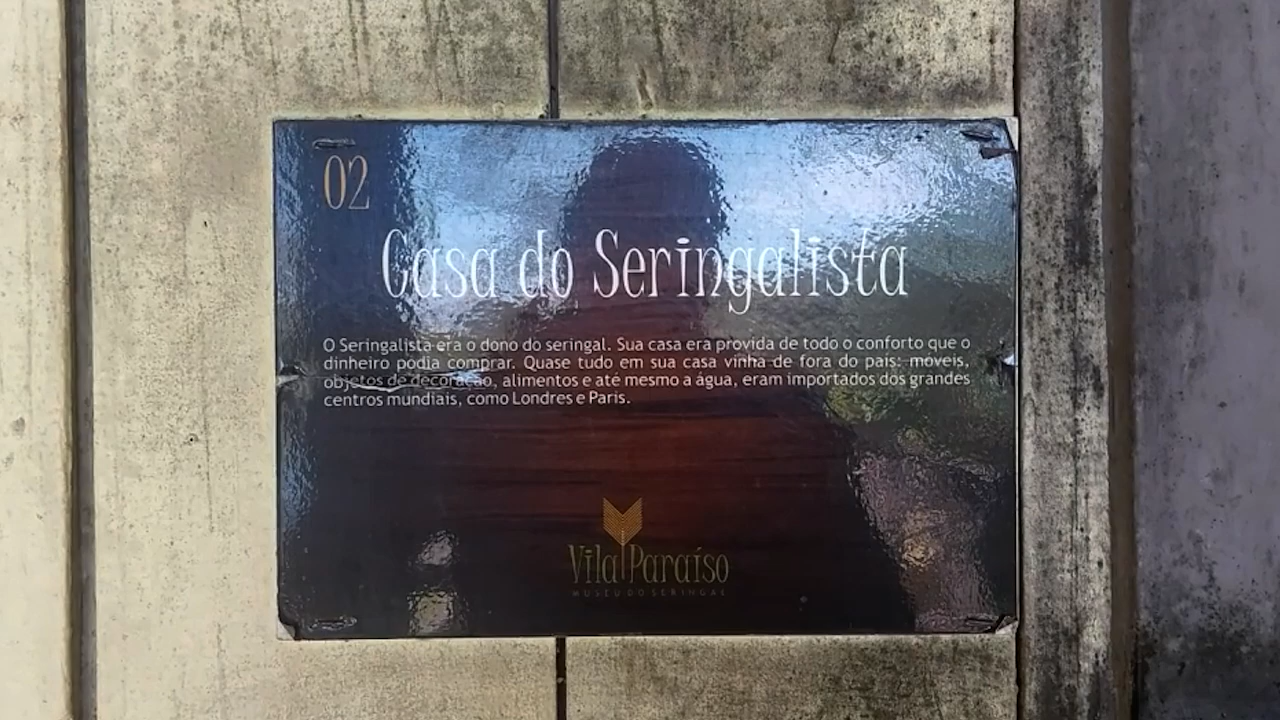 02
Casa do Seringalista
O Seringalista era o dono do seringal. Sua casa era provida de todo o conforto que o
dinheiro podia comprar. Quase tudo em sua casa vinha de fora do pais: móveis,
objetos de decoração, alimentos e até mesmo a água, eram importados dos grandes
centros mundiais, como Londres e Paris.
Vila Paraíso
MUSEU DO SERINGAL